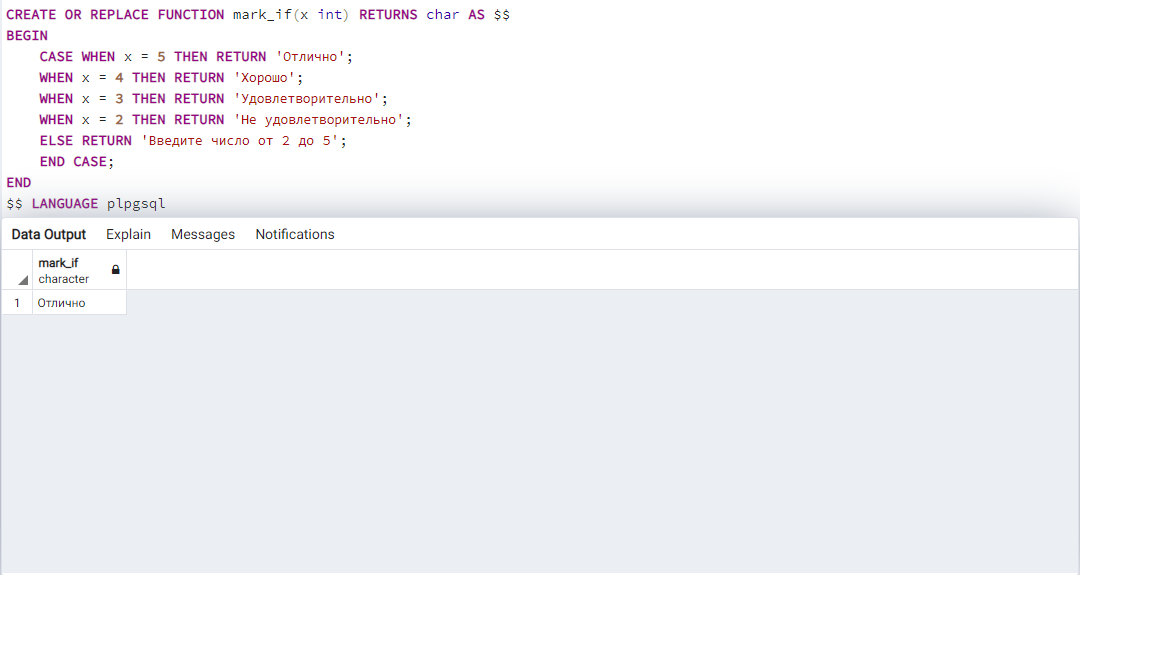 CREATE OR REPLACE FUNCTION mark_if(x int) RETURNS char AS $$
BEGIN
    CASE WHEN x = 5 THEN RETURN 'Отлично';
    WHEN x = 4 THEN RETURN 'Хорошо';
    WHEN x = 3 THEN RETURN 'Удовлетворительно';
    WHEN x = 2 THEN RETURN 'Не удовлетворительно';
    ELSE RETURN 'Введите число от 2 до 5';
    END CASE;
END
$$ LANGUAGE plpgsql
Data Output Explain Messages Notifications
mark_if
character
1 Отлично